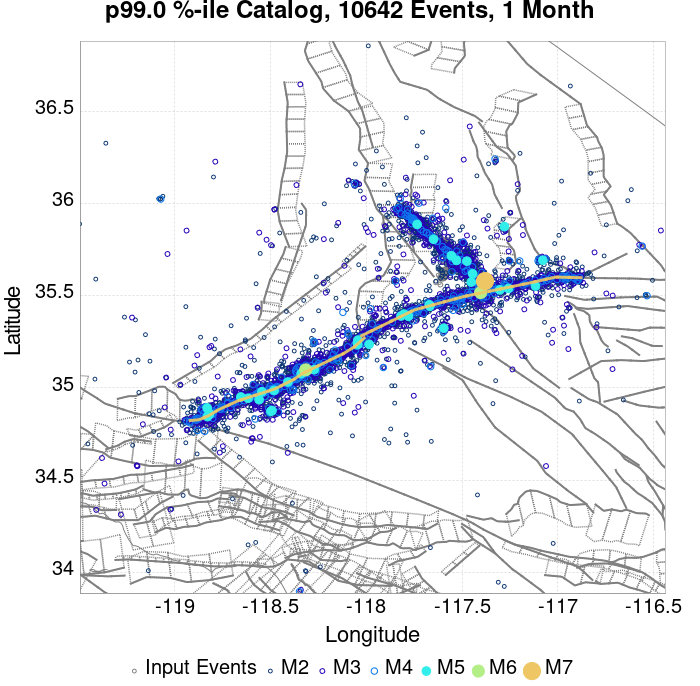 p99.0 %-ile Catalog, 10642 Events, 1 Month
Latitude
36.5
36
35.5
35
34.5
34
-119 -118.5 -118 -117.5 -117 -116.5
Longitude
Input Events M2 M3 M4 M5 M6 M7